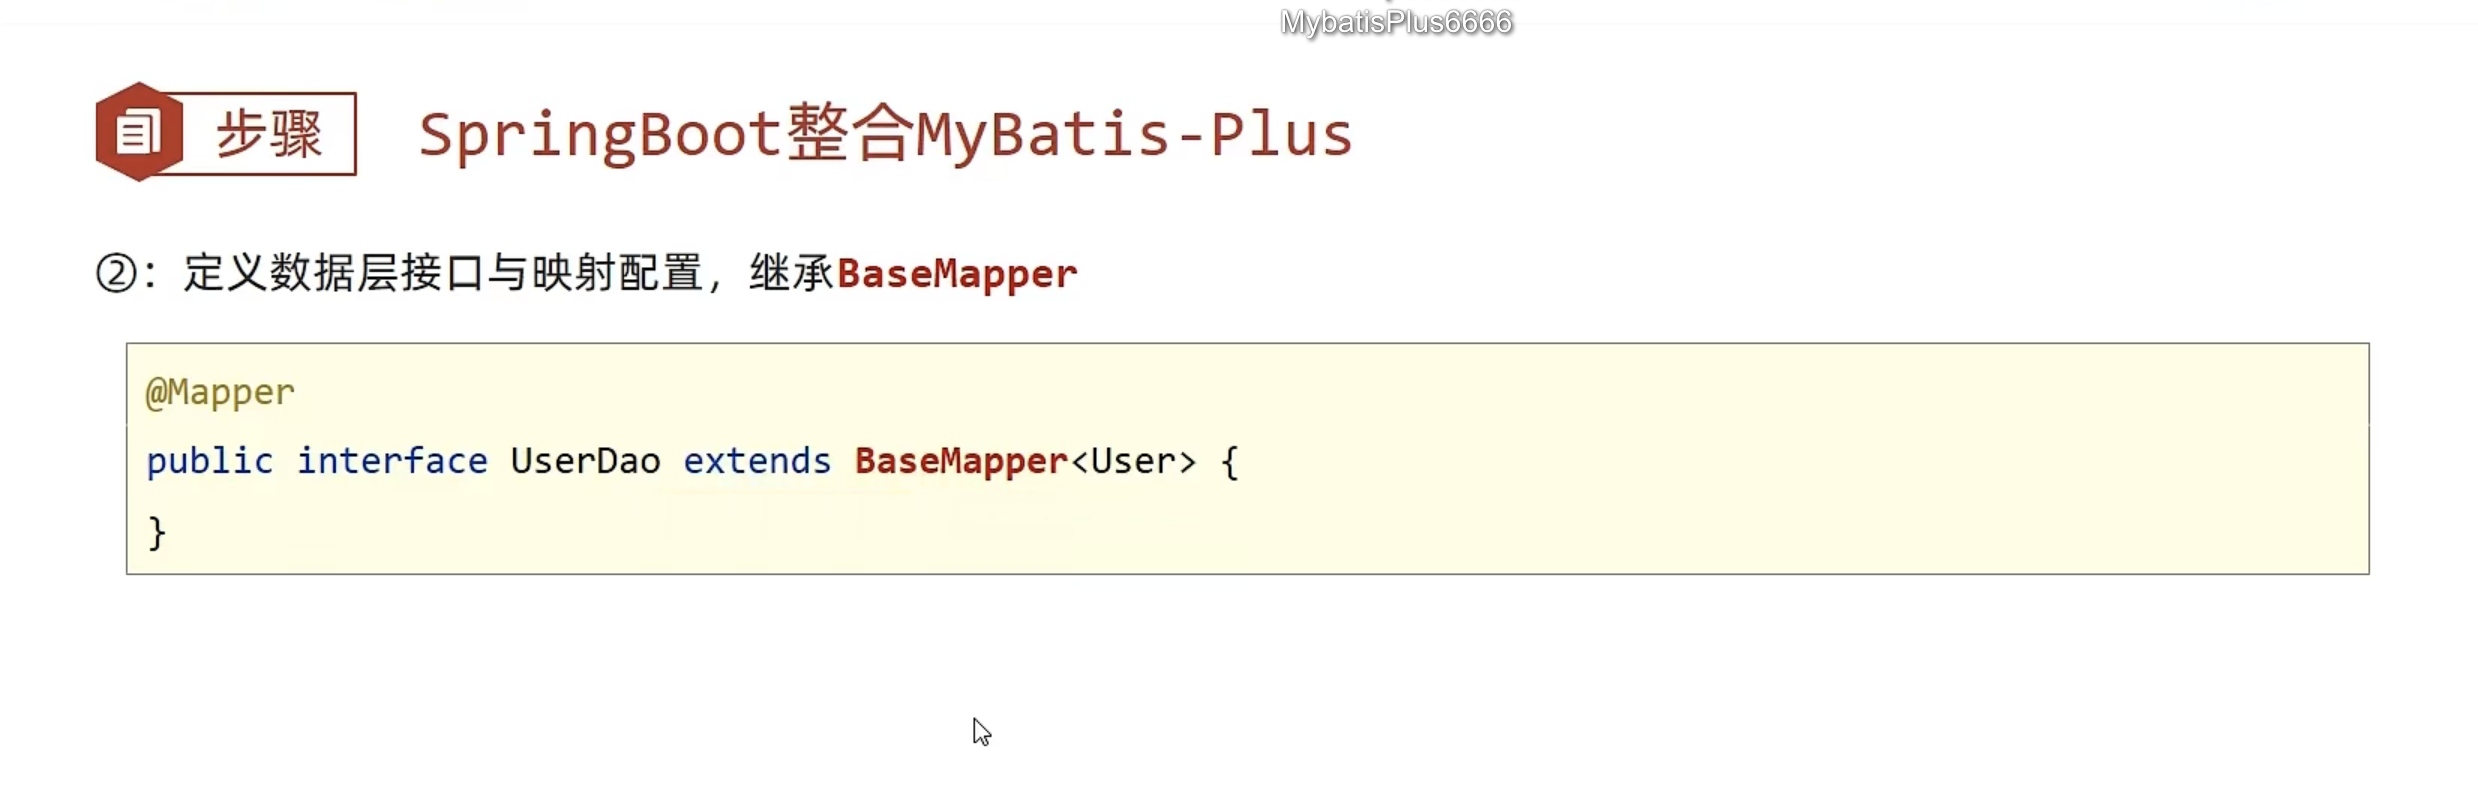 MybatisPlus6666
步骤 SpringBoot整合MyBatis-Plus
②：定义数据层接口与映射配置，继承BaseMapper
@Mapper
public interface UserDao extends BaseMapper<User> {
}